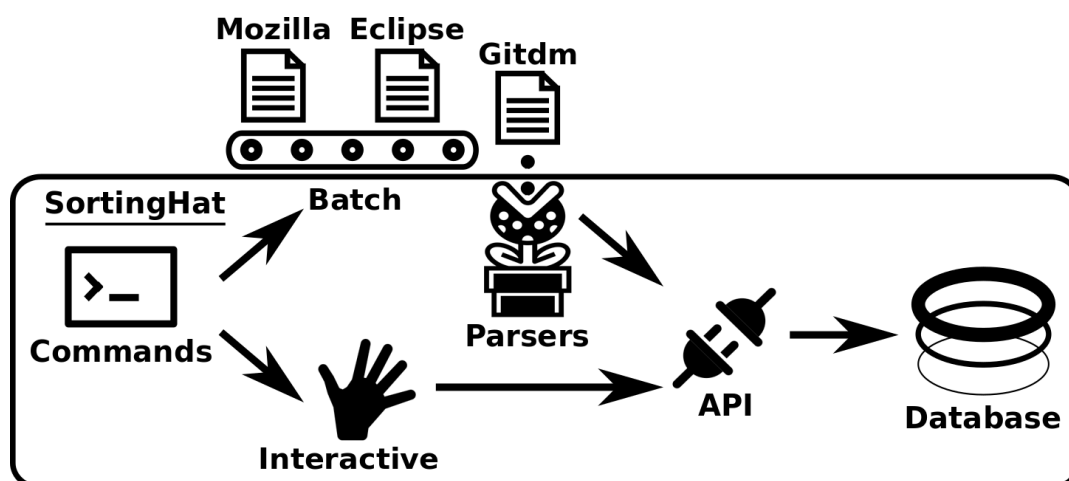 Mozilla Eclipse
Gitdm
SortingHat
Batch
Commands
Parsers
Interactive
API
Database